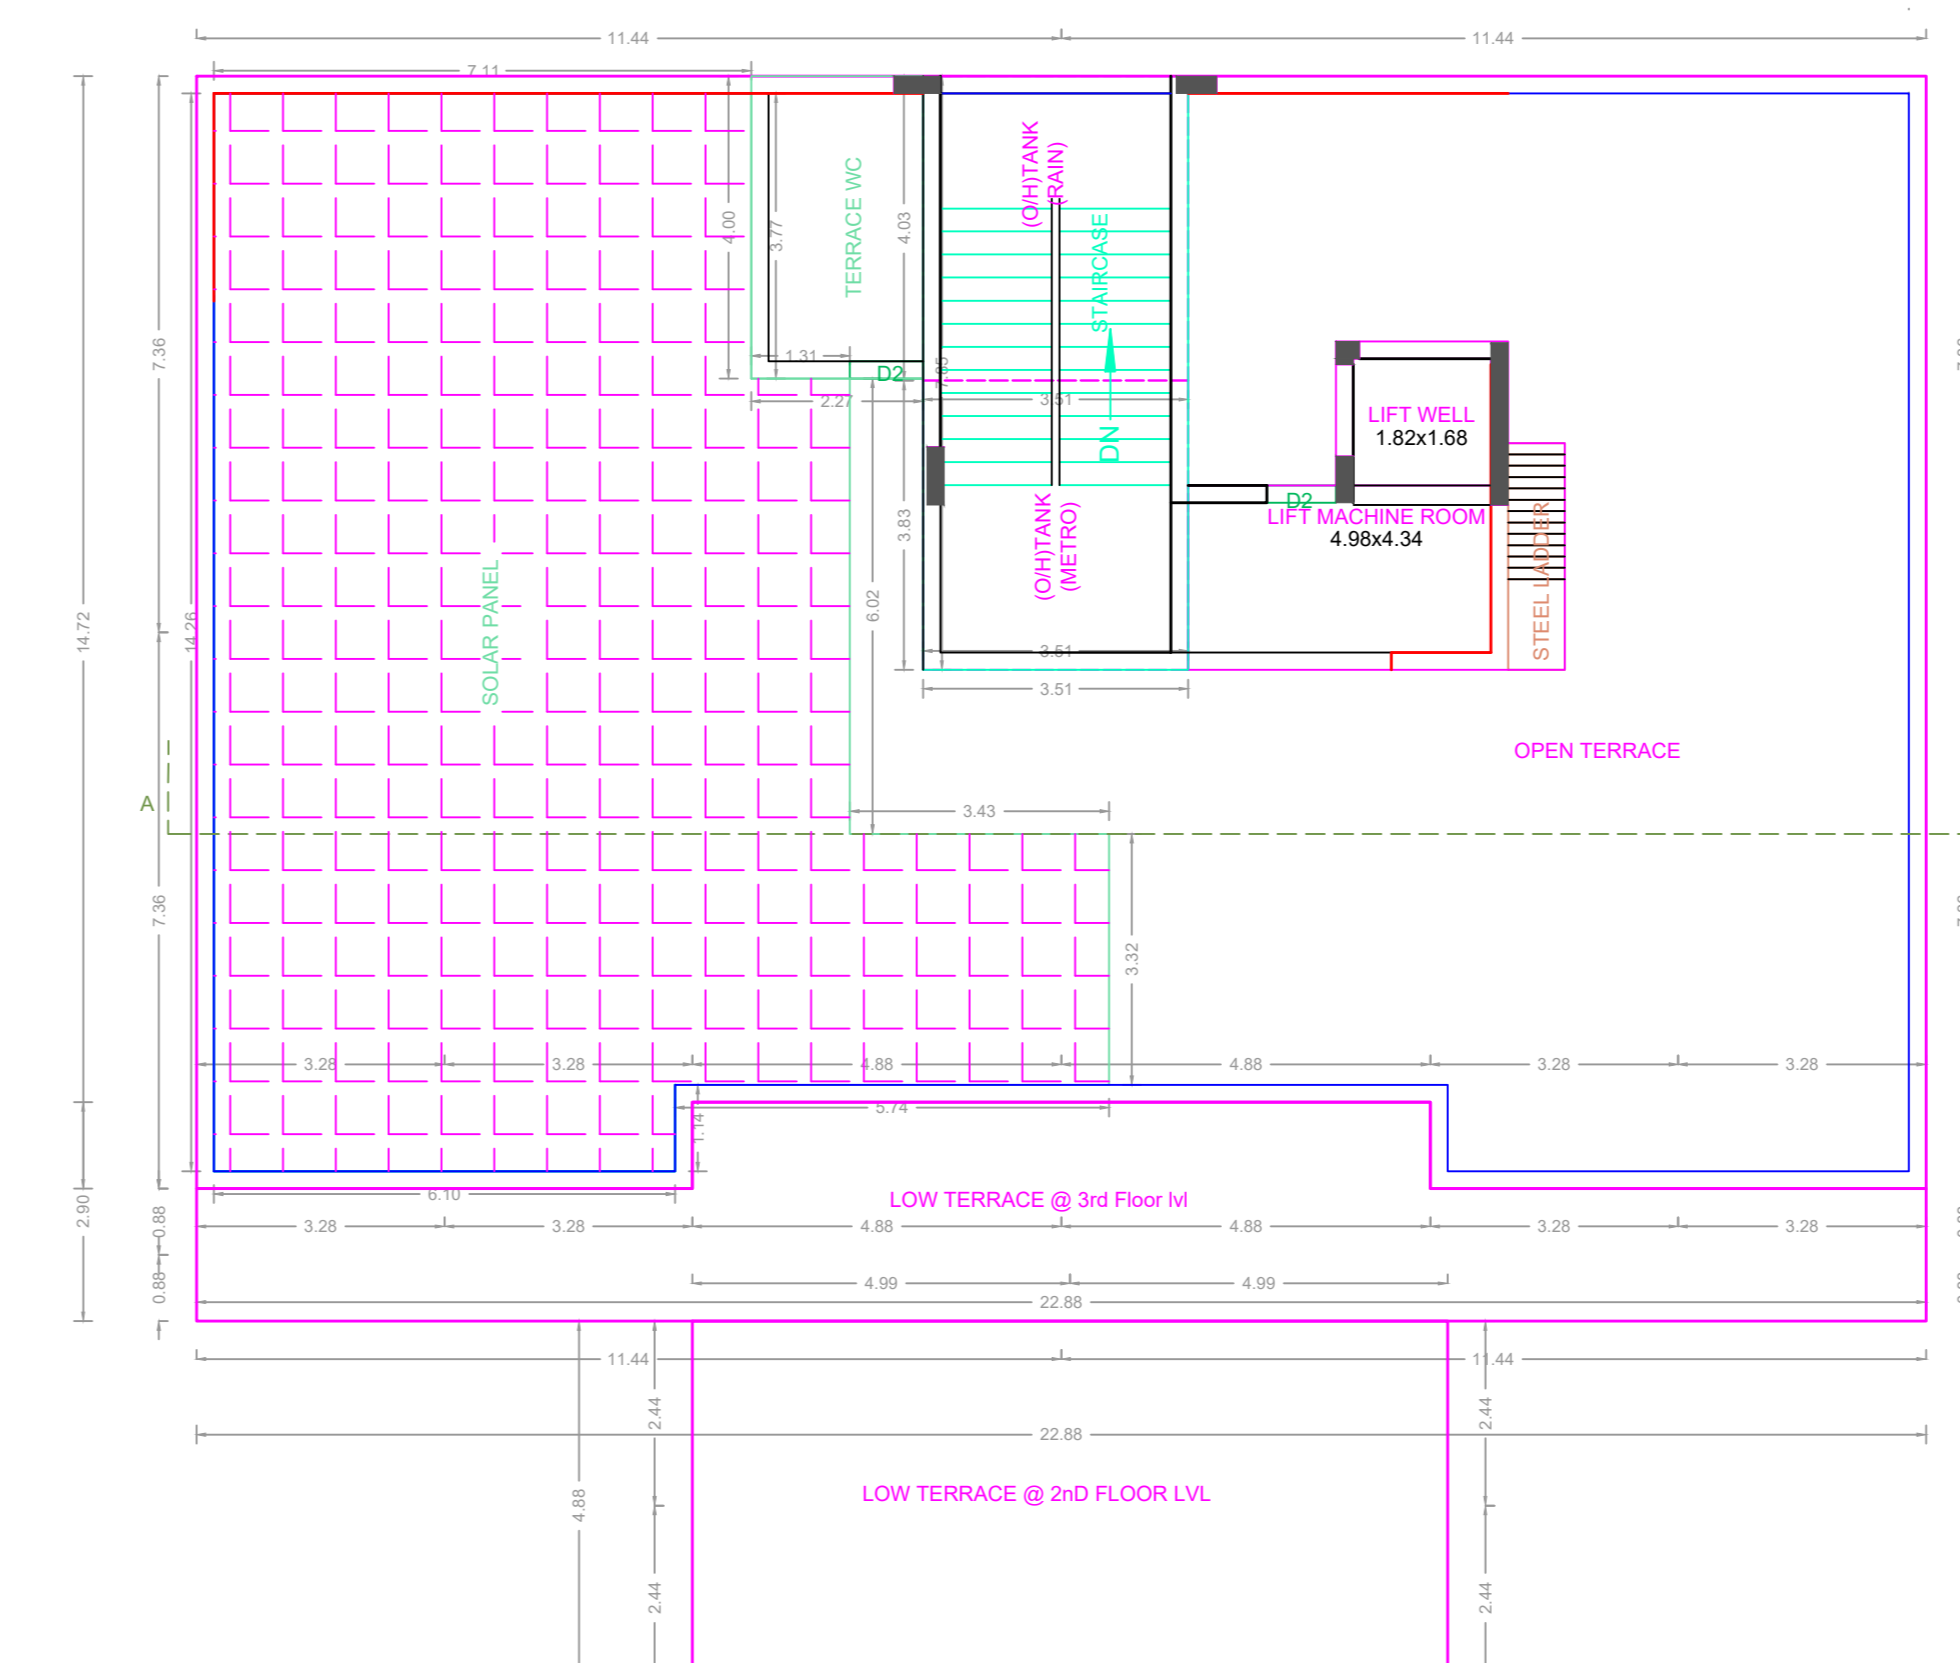 11.44
11.44
7.11
(O/H)TANK
(RAIN)
TERRACE WC
STAIRCASE
4.00
3.77
4.03
7.36
1.31
D2
7.65
2.27
3.51
DN
LIFT WELL
1.82x1.68
D2
LIFT MACHINE ROOM
4.98x4.34
STEEL LADDER
(O/H)TANK
(METRO)
3.83
6.02
SOLAR PANEL
14.72
14.26
3.51
3.51
OPEN TERRACE
A
3.43
7.36
3.32
3.28
3.28
4.88
4.88
3.28
3.28
5.74
1.14
6.10
LOW TERRACE @ 3rd Floor lvl
2.90
0.88
3.28
3.28
4.88
4.88
3.28
3.28
0.88
4.99
4.99
22.88
11.44
11.44
2.44
2.44
22.88
4.88
LOW TERRACE @ 2nD FLOOR LVL
2.44
2.44